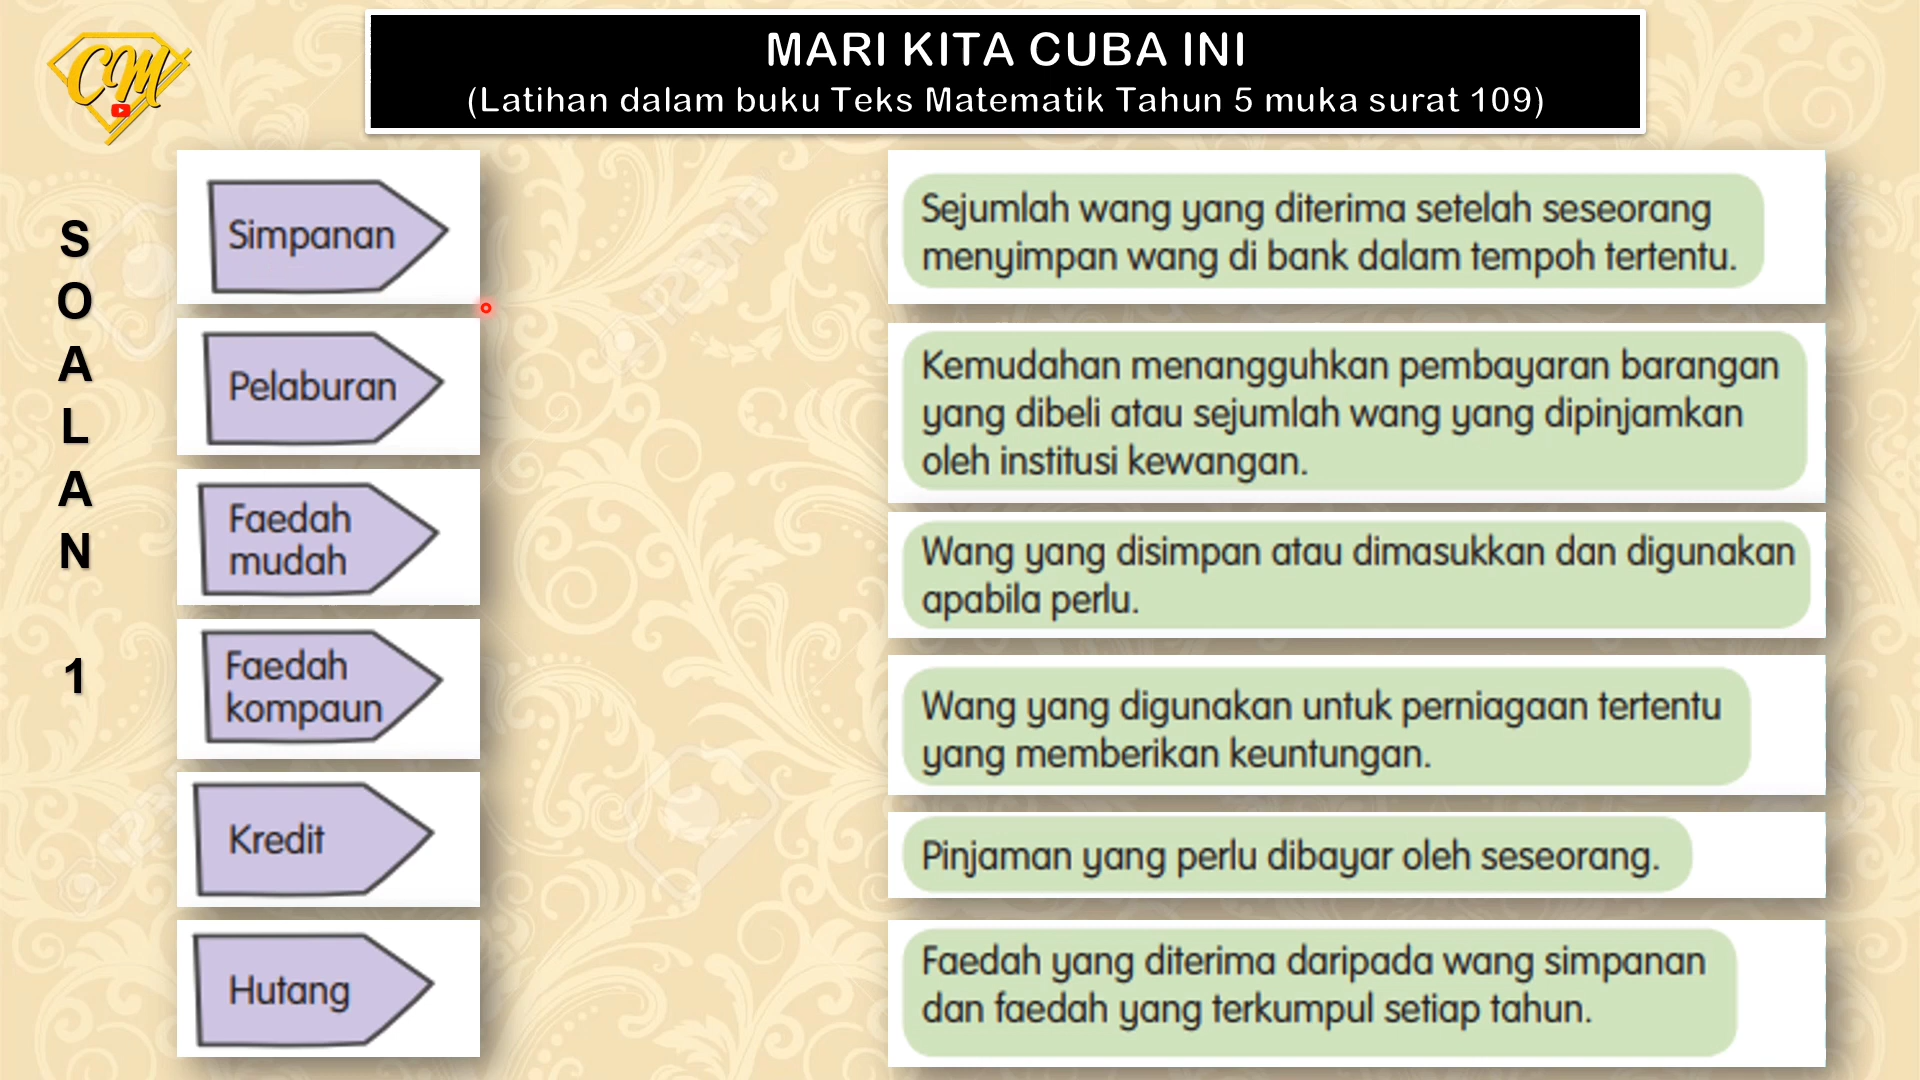 CM
MARI KITA CUBA INI
(Latihan dalam buku Teks Matematik Tahun 5 muka surat 109)
SOALAN 1
Simpanan
Pelaburan
Faedah
mudah
Faedah
kompaun
Kredit
Hutang
Sejumlah wang yang diterima setelah seseorang
menyimpan wang di bank dalam tempoh tertentu.
Kemudahan menangguhkan pembayaran barangan
yang dibeli atau sejumlah wang yang dipinjamkan
oleh institusi kewangan.
Wang yang disimpan atau dimasukkan dan digunakan
apabila perlu.
Wang yang digunakan untuk perniagaan tertentu
yang memberikan keuntungan.
Pinjaman yang perlu dibayar oleh seseorang.
Faedah yang diterima daripada wang simpanan
dan faedah yang terkumpul setiap tahun.